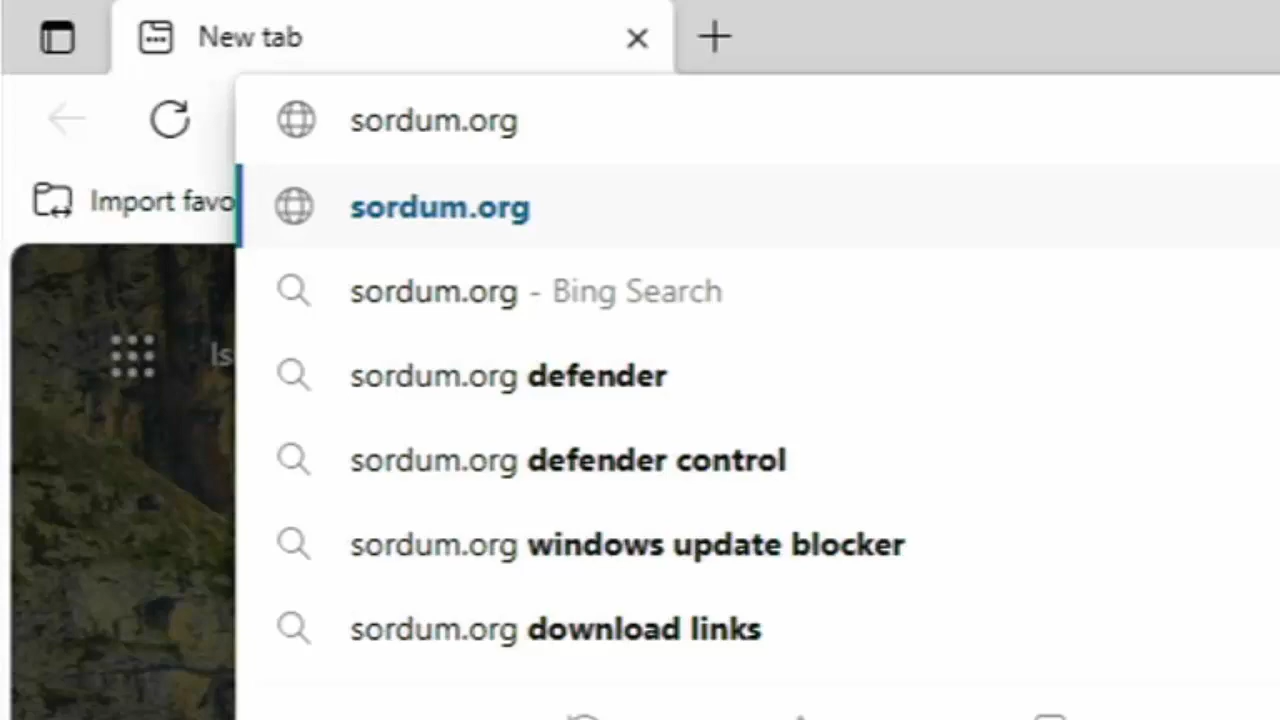 New tab
sordum.org
Import favo
sordum.org
sordum.org - Bing Search
Is
sordum.org defender
sordum.org defender control
sordum.org windows update blocker
sordum.org download links